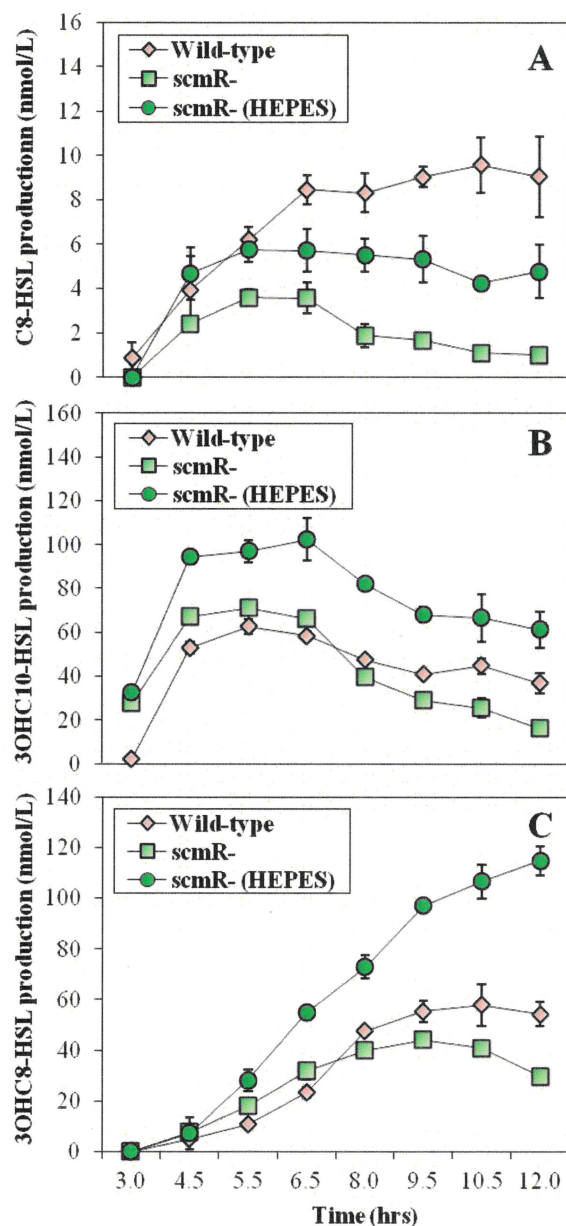 A
Wild-type
scmR-
scmR- (HEPES)
C8-HSL productionn (nmol/L)
16
14
12
10
8
6
4
2
0
B
Wild-type
scmR-
scmR- (HEPES)
3OHC10-HSL production (nmol/L)
160
140
120
100
80
60
40
20
0
C
Wild-type
scmR-
scmR- (HEPES)
3OHC8-HSL production (nmol/L)
140
120
100
80
60
40
20
0
3.0 4.5 5.5 6.5 8.0 9.5 10.5 12.0
Time (hrs)